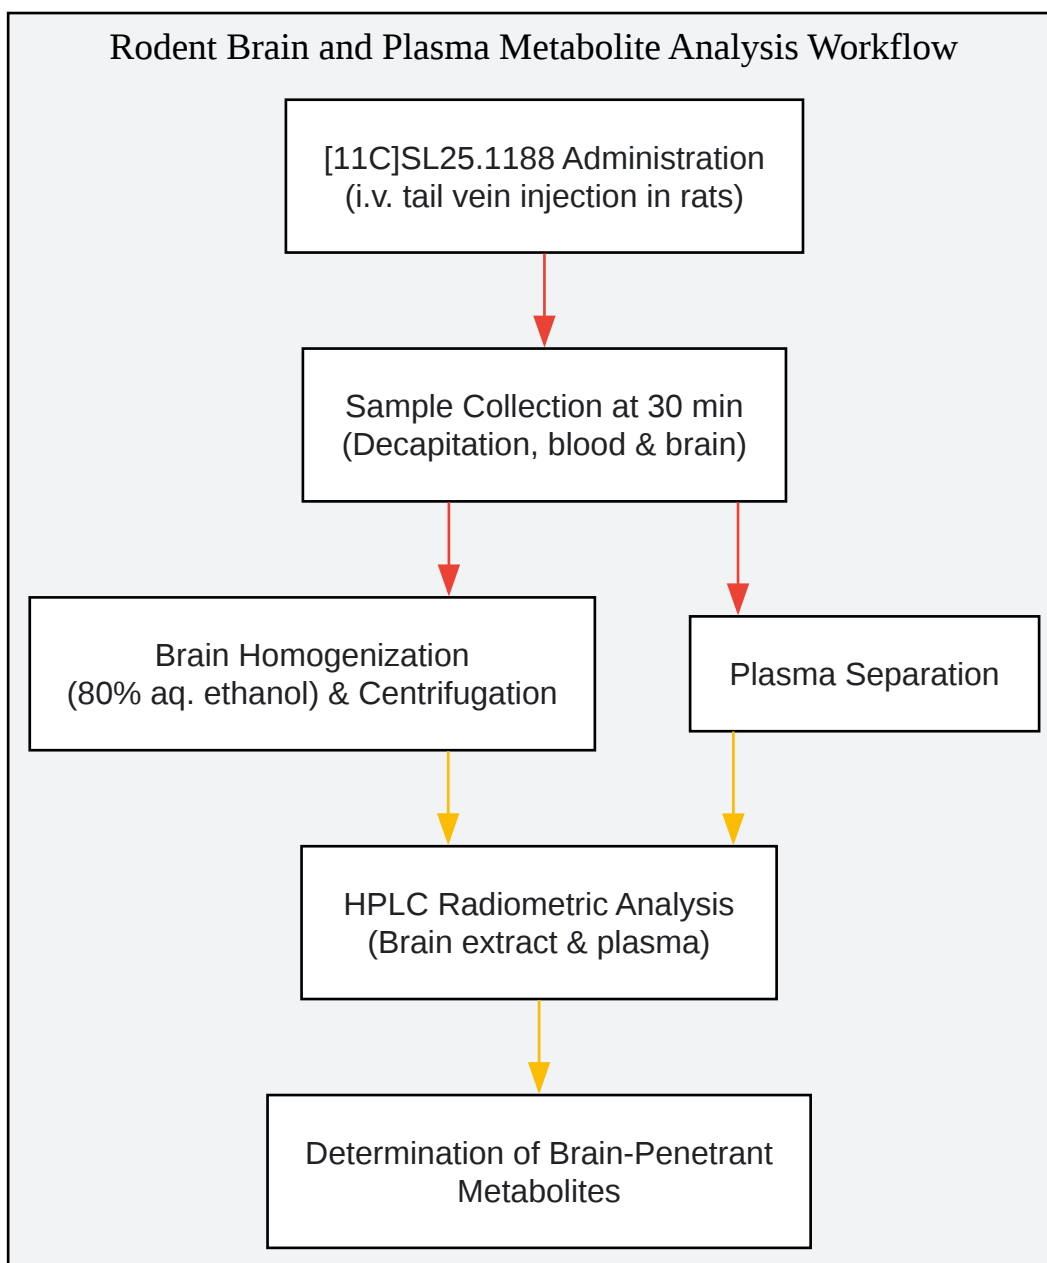 Rodent Brain and Plasma Metabolite Analysis Workflow
[11C]SL25.1188 Administration
(i.v. tail vein injection in rats)
Sample Collection at 30 min
(Decapitation, blood & brain)
Brain Homogenization
(80% aq. ethanol) & Centrifugation
Plasma Separation
HPLC Radiometric Analysis
(Brain extract & plasma)
Determination of Brain-Penetrant
Metabolites